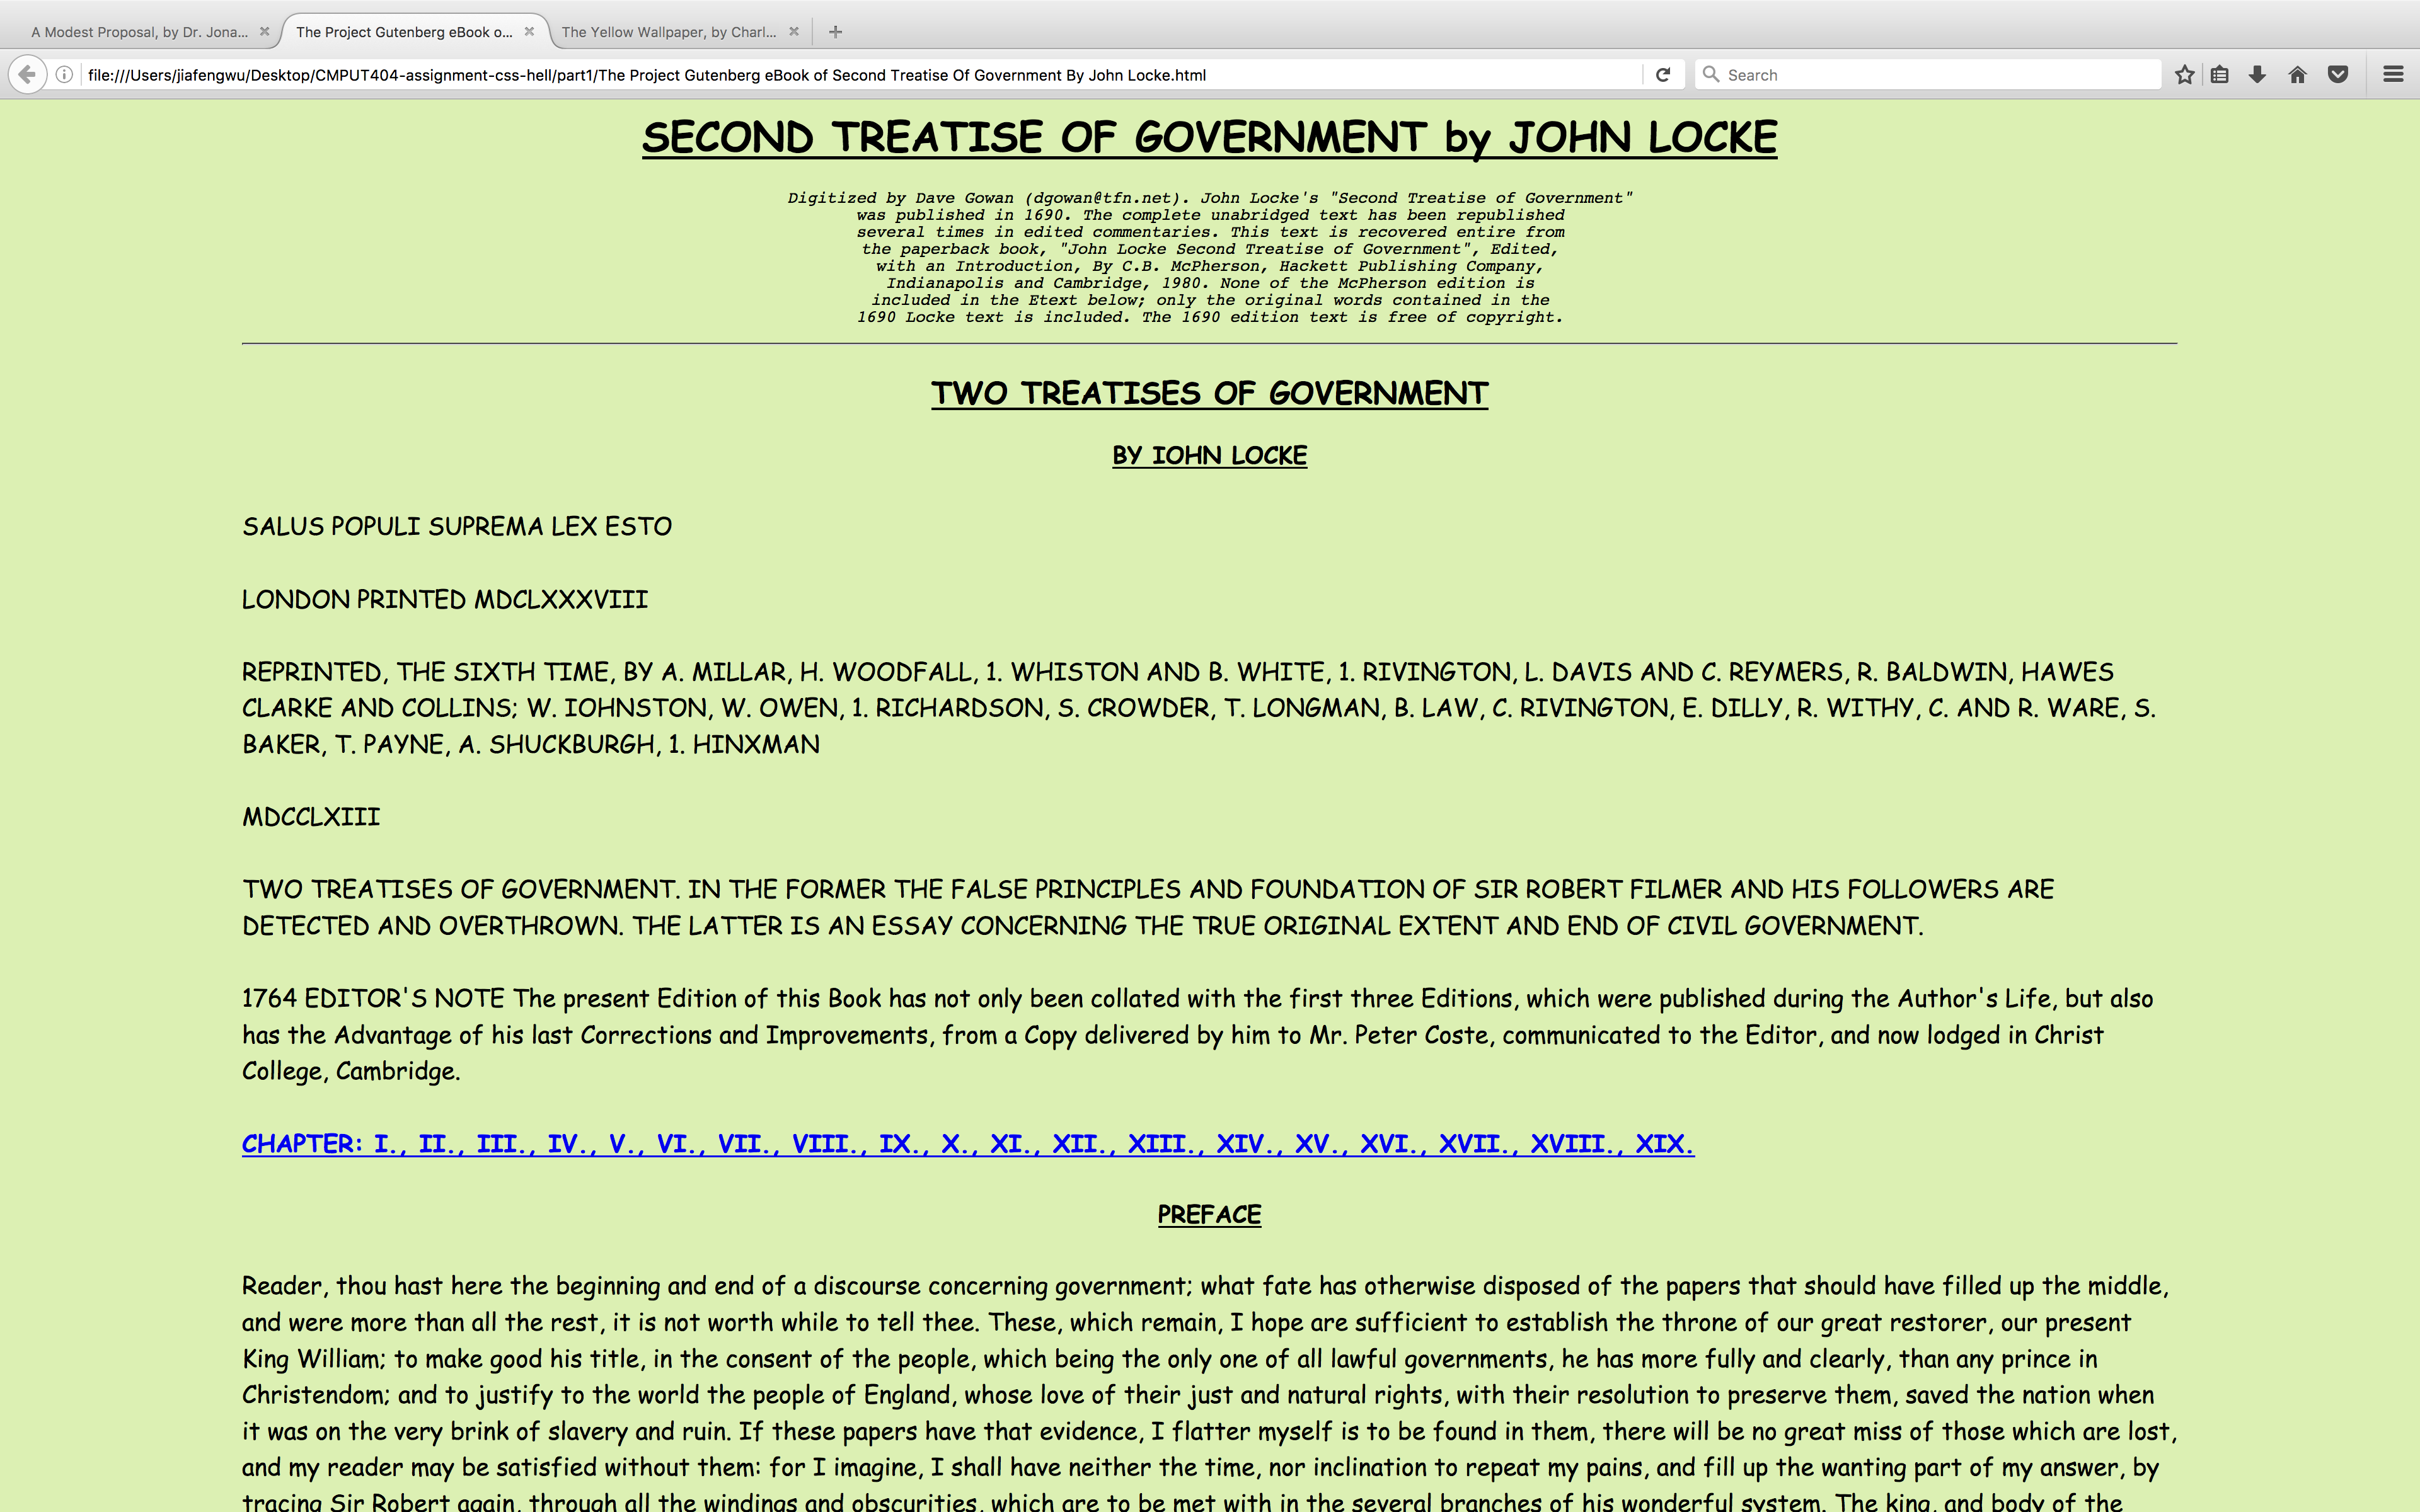 A Modest Proposal, by Dr. Jona...
The Project Gutenberg eBook o...
The Yellow Wallpaper, by Charl...
file:///Users/jiafengwu/Desktop/CMPUT404-assignment-css-hell/part1/The Project Gutenberg eBook of Second Treatise Of Government By John Locke.html
Search
SECOND TREATISE OF GOVERNMENT by JOHN LOCKE
Digitized by Dave Gowan (dgowan@tfn.net). John Locke's "Second Treatise of Government"
was published in 1690. The complete unabridged text has been republished
several times in edited commentaries. This text is recovered entire from
the paperback book, "John Locke Second Treatise of Government", Edited,
with an Introduction, By C.B. McPherson, Hackett Publishing Company,
Indianapolis and Cambridge, 1980. None of the McPherson edition is
included in the Etext below; only the original words contained in the
1690 Locke text is included. The 1690 edition text is free of copyright.
TWO TREATISES OF GOVERNMENT
BY IOHN LOCKE
SALUS POPULI SUPREMA LEX ESTO
LONDON PRINTED MDCLXXXVIII
REPRINTED, THE SIXTH TIME, BY A. MILLAR, H. WOODFALL, 1. WHISTON AND B. WHITE, 1. RIVINGTON, L. DAVIS AND C. REYMERS, R. BALDWIN, HAWES
CLARKE AND COLLINS; W. IOHNSTON, W. OWEN, 1. RICHARDSON, S. CROWDER, T. LONGMAN, B. LAW, C. RIVINGTON, E. DILLY, R. WITHY, C. AND R. WARE, S.
BAKER, T. PAYNE, A. SHUCKBURGH, 1. HINXMAN
MDCCLXIII
TWO TREATISES OF GOVERNMENT. IN THE FORMER THE FALSE PRINCIPLES AND FOUNDATION OF SIR ROBERT FILMER AND HIS FOLLOWERS ARE
DETECTED AND OVERTHROWN. THE LATTER IS AN ESSAY CONCERNING THE TRUE ORIGINAL EXTENT AND END OF CIVIL GOVERNMENT.
1764 EDITOR'S NOTE The present Edition of this Book has not only been collated with the first three Editions, which were published during the Author's Life, but also
has the Advantage of his last Corrections and Improvements, from a Copy delivered by him to Mr. Peter Coste, communicated to the Editor, and now lodged in Christ
College, Cambridge.
CHAPTER: I., II., III., IV., V., VI., VII., VIII., IX., X., XI., XII., XIII., XIV., XV., XVI., XVII., XVIII., XIX.
PREFACE
Reader, thou hast here the beginning and end of a discourse concerning government; what fate has otherwise disposed of the papers that should have filled up the middle,
and were more than all the rest, it is not worth while to tell thee. These, which remain, I hope are sufficient to establish the throne of our great restorer, our present
King William; to make good his title, in the consent of the people, which being the only one of all lawful governments, he has more fully and clearly, than any prince in
Christendom; and to justify to the world the people of England, whose love of their just and natural rights, with their resolution to preserve them, saved the nation when
it was on the very brink of slavery and ruin. If these papers have that evidence, I flatter myself is to be found in them, there will be no great miss of those which are lost,
and my reader may be satisfied without them: for I imagine, I shall have neither the time, nor inclination to repeat my pains, and fill up the wanting part of my answer, by
tracing Sir Robert again, through all the windings and obscurities, which are to be met with in the several branches of his wonderful system. The king, and body of the